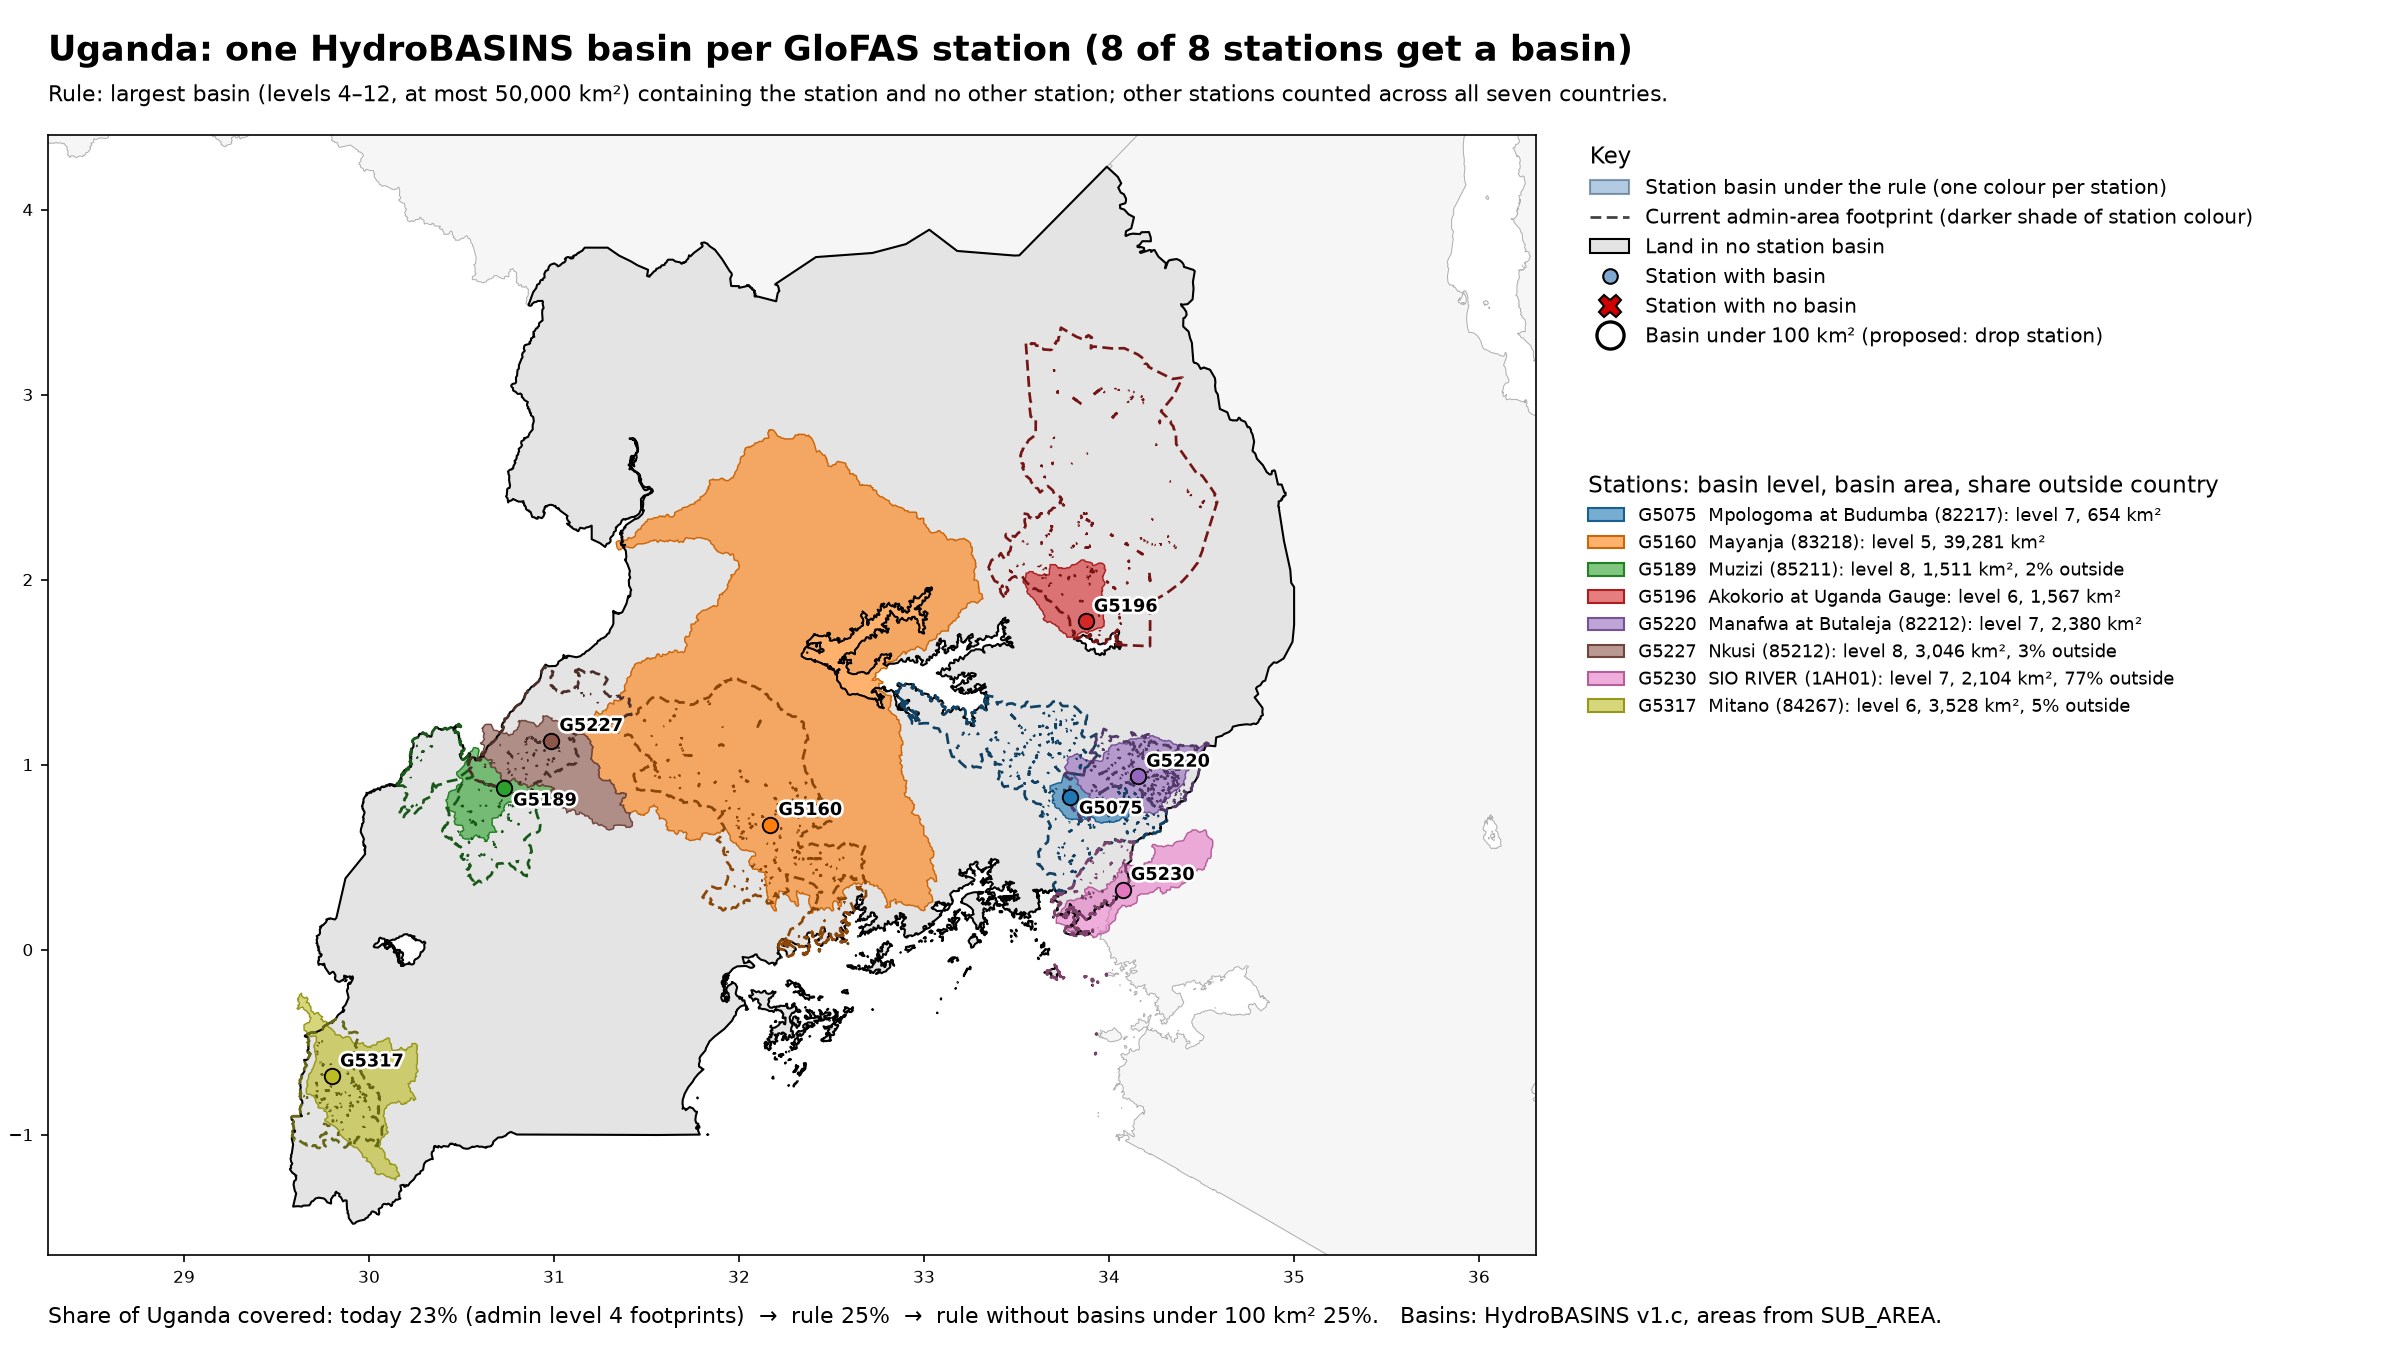 Uganda: one HydroBASINS basin per GloFAS station (8 of 8 stations get a basin)
Rule: largest basin (levels 4–12, at most 50,000 km²) containing the station and no other station; other stations counted across all seven countries.
Key
Station basin under the rule (one colour per station)
Current admin-area footprint (darker shade of station colour)
Land in no station basin
Station with basin
Station with no basin
Basin under 100 km² (proposed: drop station)
Stations: basin level, basin area, share outside country
G5075 Mpologoma at Budumba (82217): level 7, 654 km²
G5160 Mayanja (83218): level 5, 39,281 km²
G5189 Muzizi (85211): level 8, 1,511 km², 2% outside
G5196 Akokorio at Uganda Gauge: level 6, 1,567 km²
G5220 Manafwa at Butaleja (82212): level 7, 2,380 km²
G5227 Nkusi (85212): level 8, 3,046 km², 3% outside
G5230 SIO RIVER (1AH01): level 7, 2,104 km², 77% outside
G5317 Mitano (84267): level 6, 3,528 km², 5% outside
4
3
2
1
0
−1
G5196
G5227
G5220
G5189
G5160
G5075
G5230
G5317
29 30 31 32 33 34 35 36
Share of Uganda covered: today 23% (admin level 4 footprints) → rule 25% → rule without basins under 100 km² 25%. Basins: HydroBASINS v1.c, areas from SUB_AREA.